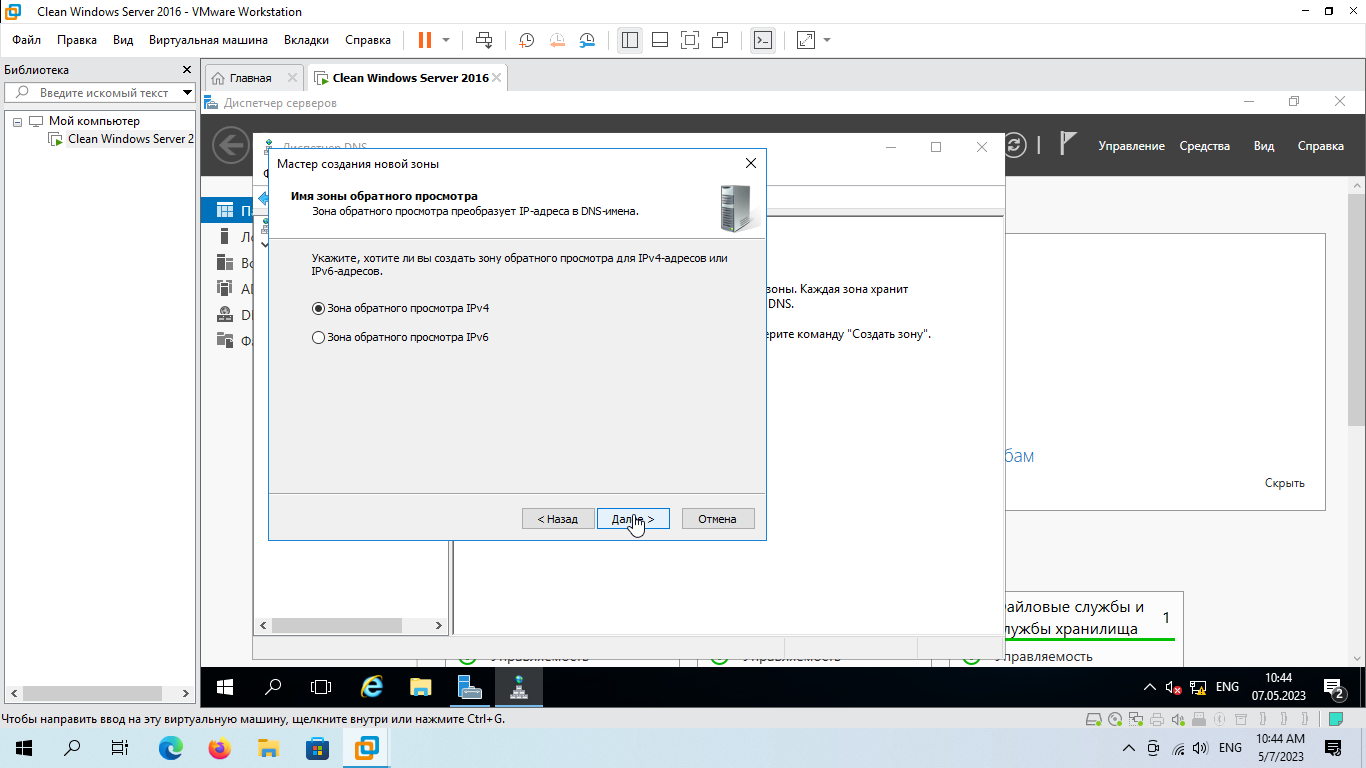 Clean Windows Server 2016 - VMware Workstation
Файл Правка Вид Виртуальная машина Вкладки Справка
Библиотека
Введите искомый текст
Мой компьютер
Clean Windows Server 2
Главная
Clean Windows Server 2016
Диспетчер серверов
Управление Средства Вид Справка
Диспетчер DNS
Мастер создания новой зоны
Имя зоны обратного просмотра
Зона обратного просмотра преобразует IP-адреса в DNS-имена.
Укажите, хотите ли вы создать зону обратного просмотра для IPv4-адресов или
IPv6-адресов.
Зона обратного просмотра IPv4
Зона обратного просмотра IPv6
< Назад
Далее >
Отмена
зоны. Каждая зона хранит
DNS.
ерите команду "Создать зону".
бам
Скрыть
айловые службы и
лужбы хранилища
1
Управляемость
Управляемость
Управляемость
ENG
10:44
07.05.2023
2
Чтобы направить ввод на эту виртуальную машину, щелкните внутри или нажмите Ctrl+G.
ENG
10:44 AM
5/7/2023